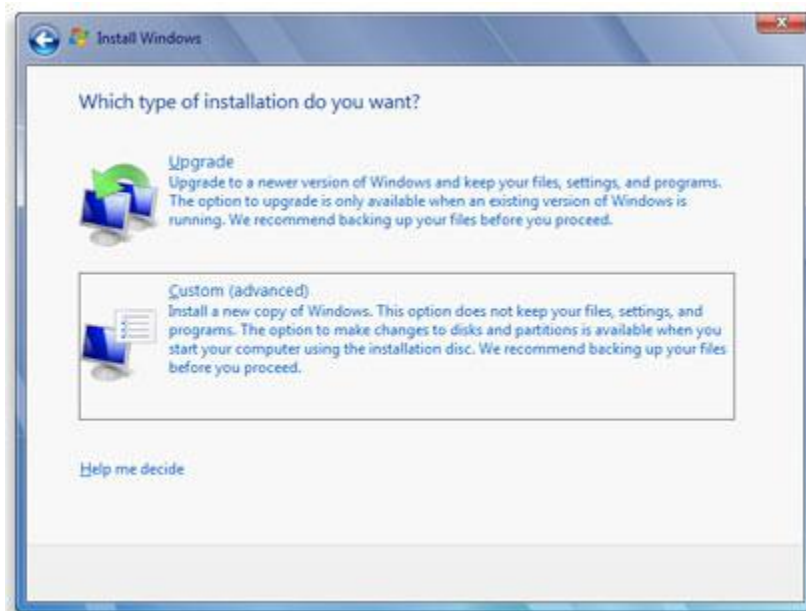 Install Windows
Which type of installation do you want?
Upgrade
Upgrade to a newer version of Windows and keep your files, settings, and programs.
The option to upgrade is only available when an existing version of Windows is
running. We recommend backing up your files before you proceed.
Custom (advanced)
Install a new copy of Windows. This option does not keep your files, settings, and
programs. The option to make changes to disks and partitions is available when you
start your computer using the installation disc. We recommend backing up your files
before you proceed.
Help me decide